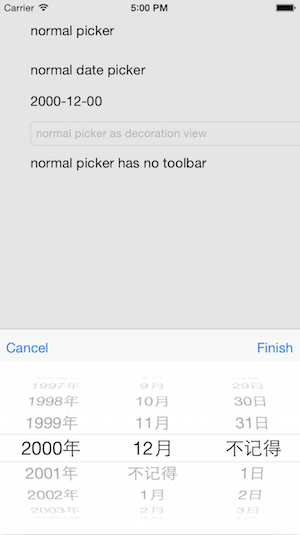 Carrier 5:00 PM
normal picker
normal date picker
2000-12-00
normal picker as decoration view
normal picker has no toolbar
Cancel Finish
1997年 9月 29日
1998年 10月 30日
1999年 11月 31日
2000年 12月 不记得
2001年 不记得 1日
2002年 1月 2日
2003年 2月 3日